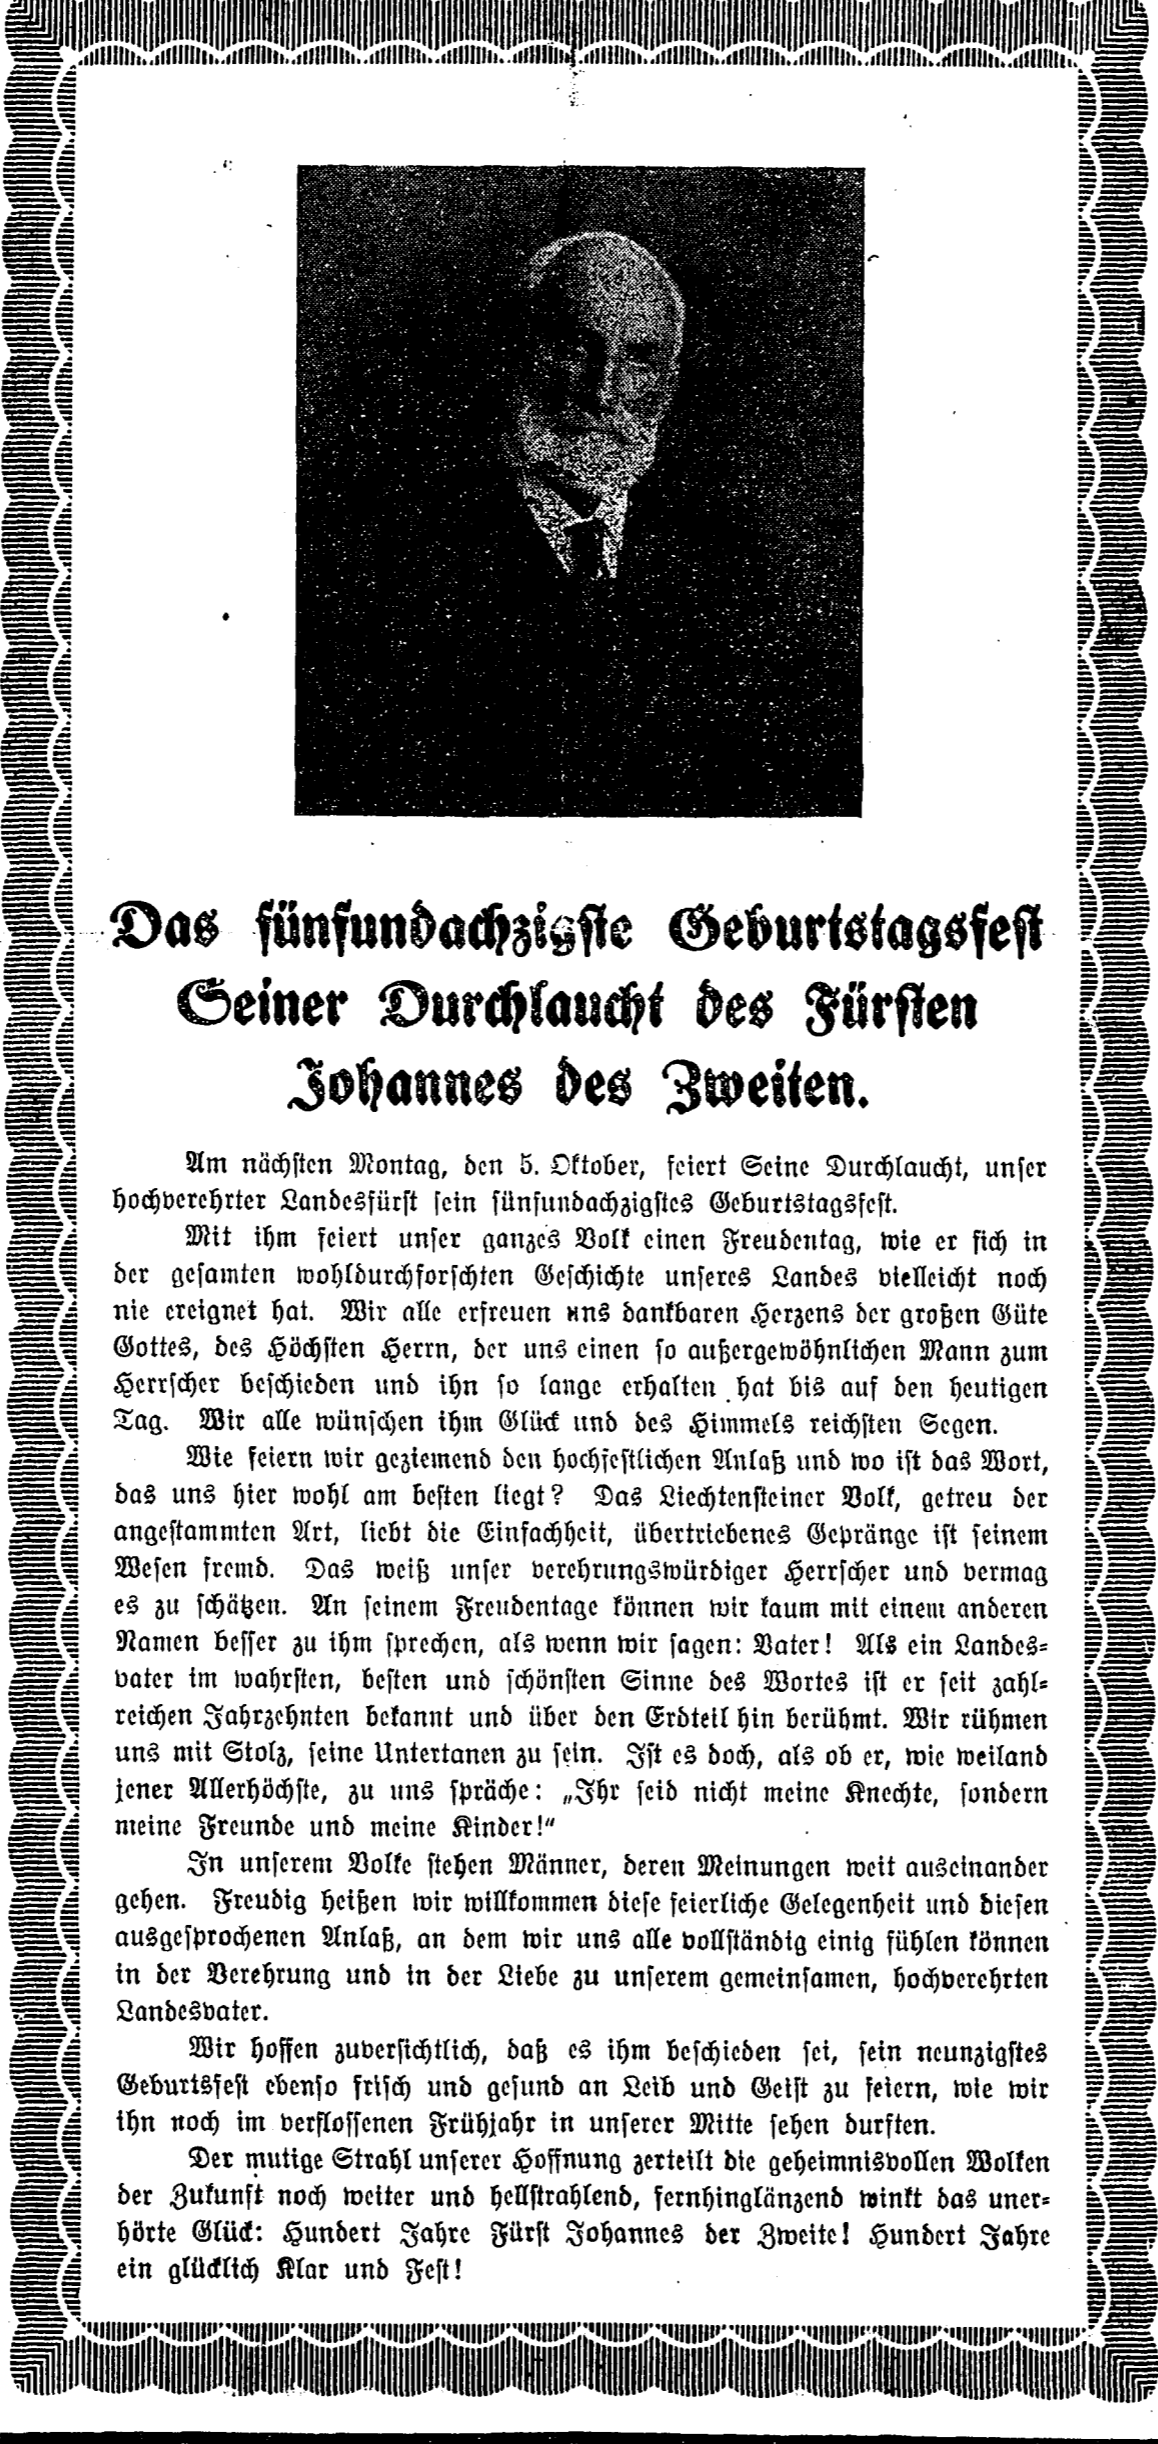 Das fünfundachzigste Geburtstagsfest
Seiner Durchlaucht des Fürsten
Johannes des Zweiten.
Am nächsten Montag, den 5. Oktober, feiert Seine Durchlaucht, unser
hochverehrter Landesfürst sein fünfundachzigstes Geburtstagsfest.
Mit ihm feiert unser ganzes Volk einen Freudentag, wie er sich in
der gesamten wohldurchforschten Geschichte unseres Landes vielleicht noch
nie ereignet hat. Wir alle erfreuen uns dankbaren Herzens der großen Güte
Gottes, des Höchsten Herrn, der uns einen so außergewöhnlichen Mann zum
Herrscher beschieden und ihn so lange erhalten hat bis auf den heutigen
Tag. Wir alle wünschen ihm Glück und des Himmels reichsten Segen.
Wie feiern wir geziemend den hochfestlichen Anlaß und wo ist das Wort,
das uns hier wohl am besten liegt? Das Liechtensteiner Volk, getreu der
angestammten Art, liebt die Einfachheit, übertriebenes Gepränge ist seinem
Wesen fremd. Das weiß unser verehrungswürdiger Herrscher und vermag
es zu schätzen. An seinem Freudentage können wir kaum mit einem anderen
Namen besser zu ihm sprechen, als wenn wir sagen: Vater! Als ein Landes-
vater im wahrsten, besten und schönsten Sinne des Wortes ist er seit zahl-
reichen Jahrzehnten bekannt und über den Erdteil hin berühmt. Wir rühmen
uns mit Stolz, seine Untertanen zu sein. Ist es doch, als ob er, wie weiland
jener Allerhöchste, zu uns spräche: „Ihr seid nicht meine Knechte, sondern
meine Freunde und meine Kinder!“
In unserem Volke stehen Männer, deren Meinungen weit auseinander
gehen. Freudig heißen wir willkommen diese feierliche Gelegenheit und diesen
ausgesprochenen Anlaß, an dem wir uns alle vollständig einig fühlen können
in der Verehrung und in der Liebe zu unserem gemeinsamen, hochverehrten
Landesvater.
Wir hoffen zuversichtlich, daß es ihm beschieden sei, sein neunzigstes
Geburtsfest ebenso frisch und gesund an Leib und Geist zu feiern, wie wir
ihn noch im verflossenen Frühjahr in unserer Mitte sehen durften.
Der mutige Strahl unserer Hoffnung zerteilt die geheimnisvollen Wolken
der Zukunft noch weiter und hellstrahlend, fernhinglänzend winkt das uner-
hörte Glück: Hundert Jahre Fürst Johannes der Zweite! Hundert Jahre
ein glücklich Klar und Fest!